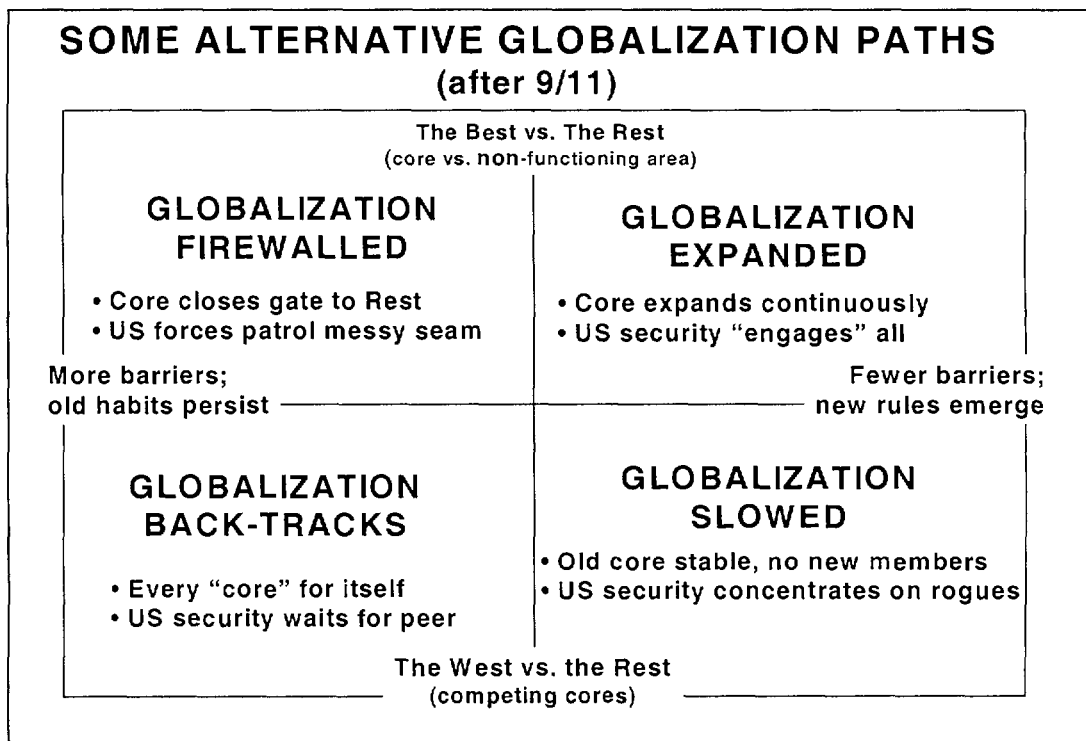 SOME ALTERNATIVE GLOBALIZATION PATHS
(after 9/11)
The Best vs. The Rest
(core vs. non-functioning area)
GLOBALIZATION
FIREWALLED
• Core closes gate to Rest
• US forces patrol messy seam
GLOBALIZATION
EXPANDED
• Core expands continuously
• US security “engages” all
More barriers;
old habits persist
Fewer barriers;
new rules emerge
GLOBALIZATION
BACK-TRACKS
• Every “core” for itself
• US security waits for peer
GLOBALIZATION
SLOWED
• Old core stable, no new members
• US security concentrates on rogues
The West vs. the Rest
(competing cores)